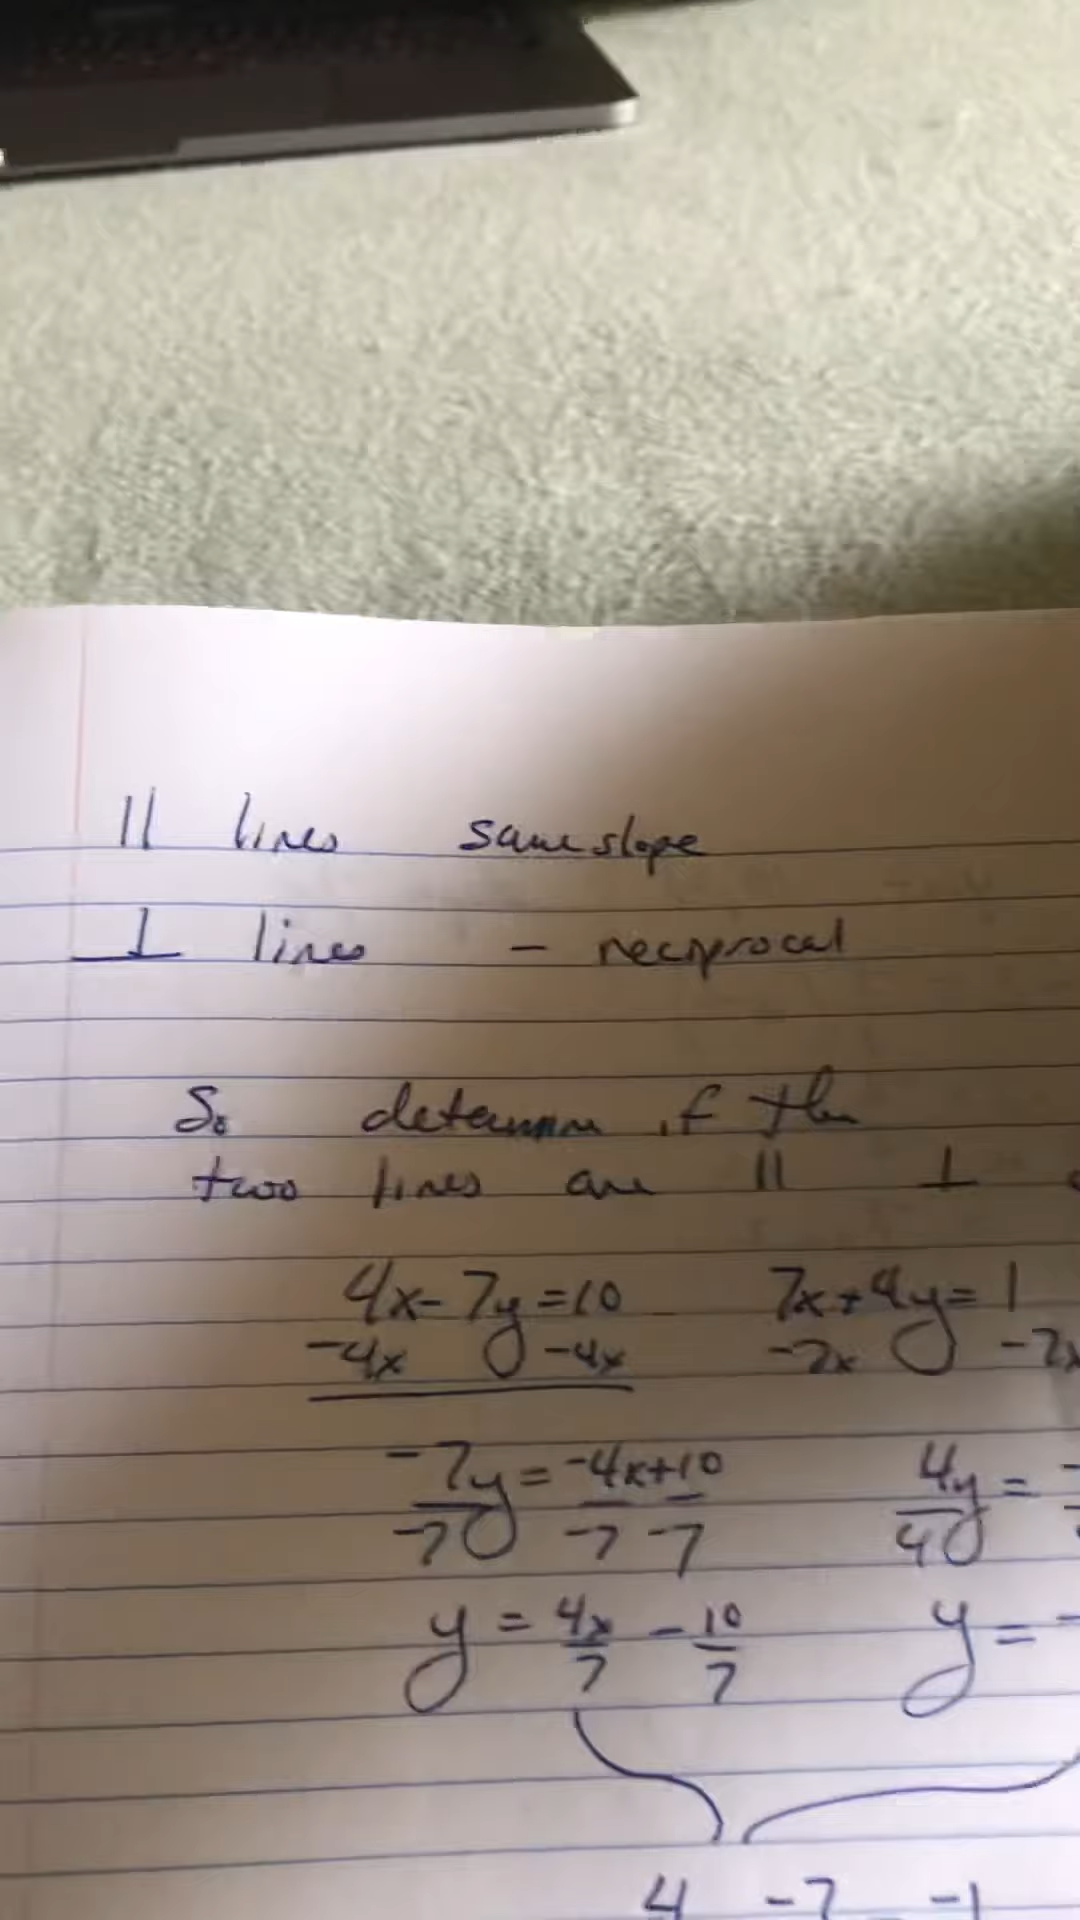 || lines same slope
⊥ lines - reciprocal
So determine if the
two lines are || ⊥
4x-7y=10 7x+4y=1
-4x -4x -7x -7x
-7y = -4x+10 4y =
-7 -7 -7 4
y = 4x/7 - 10/7 y = -
4 -7 -1